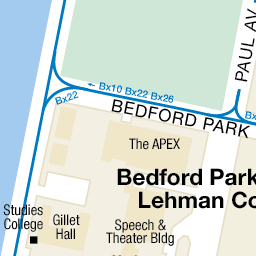 PAUL AV
← Bx10 Bx22 Bx26
Bx22
BEDFORD PARK
Bx
The APEX
Bedford Park
Lehman Co
Studies
College
Gillet
Hall
Speech &
Theater Bldg